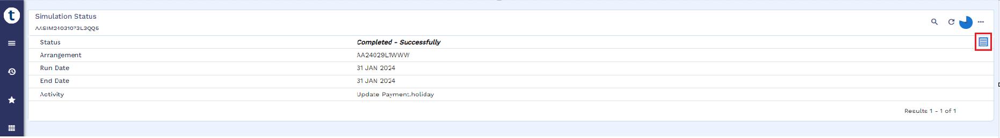 t
Simulation Status
AASIM24031073L3QQ6
Status Completed - Successfully
Arrangement AA24029L1WWW
Run Date 31 JAN 2024
End Date 31 JAN 2024
Activity Update Payment.holiday
Results 1 - 1 of 1